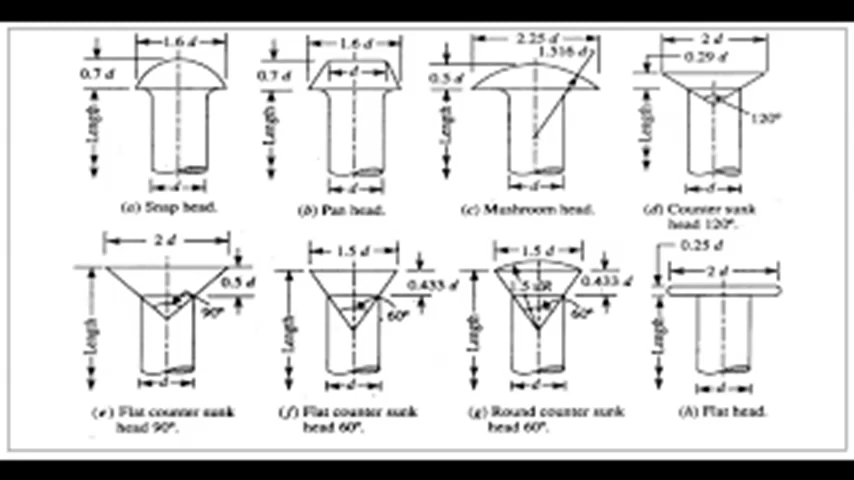 1.6 d
0.7 d
Length
d
(a) Snap head.
1.6 d
d
0.7 d
Length
d
(b) Pan head.
2.25 d
1.516 d
0.5 d
Length
d
(c) Mushroom head.
2 d
0.29 d
120°
Length
d
(d) Counter sunk
head 120°.
2 d
0.5 d
90°
Length
d
(e) Flat counter sunk
head 90°.
1.5 d
0.433 d
60°
Length
d
(f) Flat counter sunk
head 60°.
1.5 d
0.433 d
60°
Length
d
(g) Round counter sunk
head 60°.
0.25 d
2 d
Length
d
(h) Flat head.